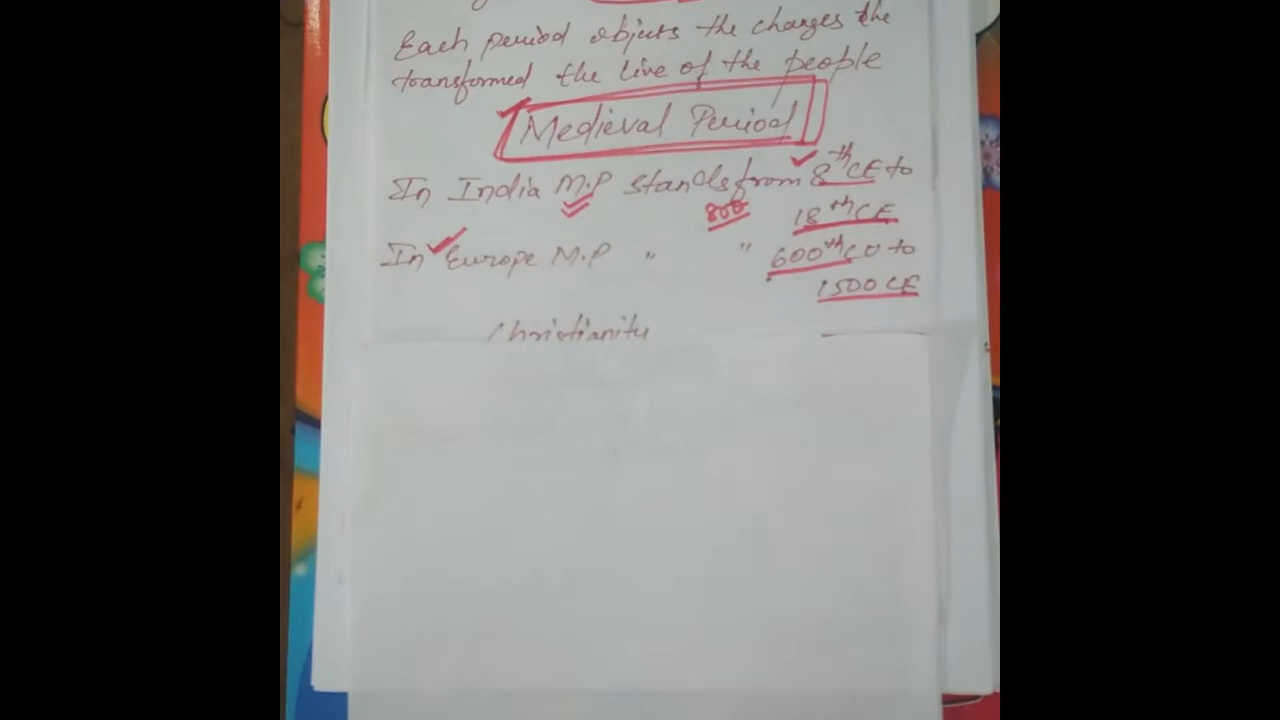 Each period objects the changes the
transformed the live of the people
Medieval Period
In India M.P stands from 8th CE to
800 18th CE
In Europe M.P " " 600th CO to
1500 CE
Christianity